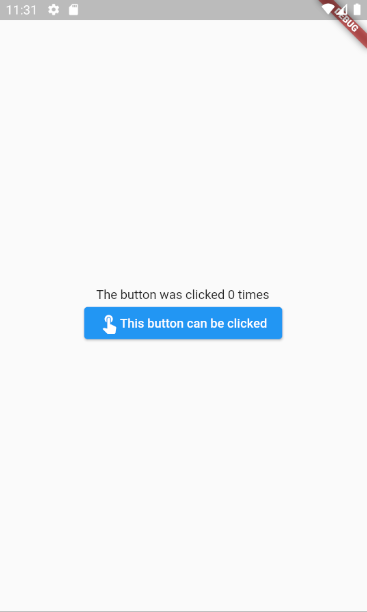 11:31
DEBUG
The button was clicked 0 times
This button can be clicked